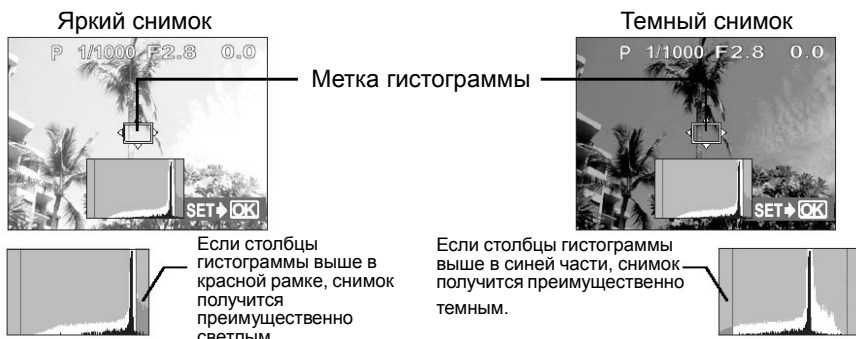 Яркий снимок
Темный снимок
P 1/1000 F2.8 0.0
P 1/1000 F2.8 0.0
Метка гистограммы
SET OK
SET OK
Если столбцы
гистограммы выше в
красной рамке, снимок
получится
преимущественно
светлым
Если столбцы гистограммы
выше в синей части, снимок
получится преимущественно
темным.